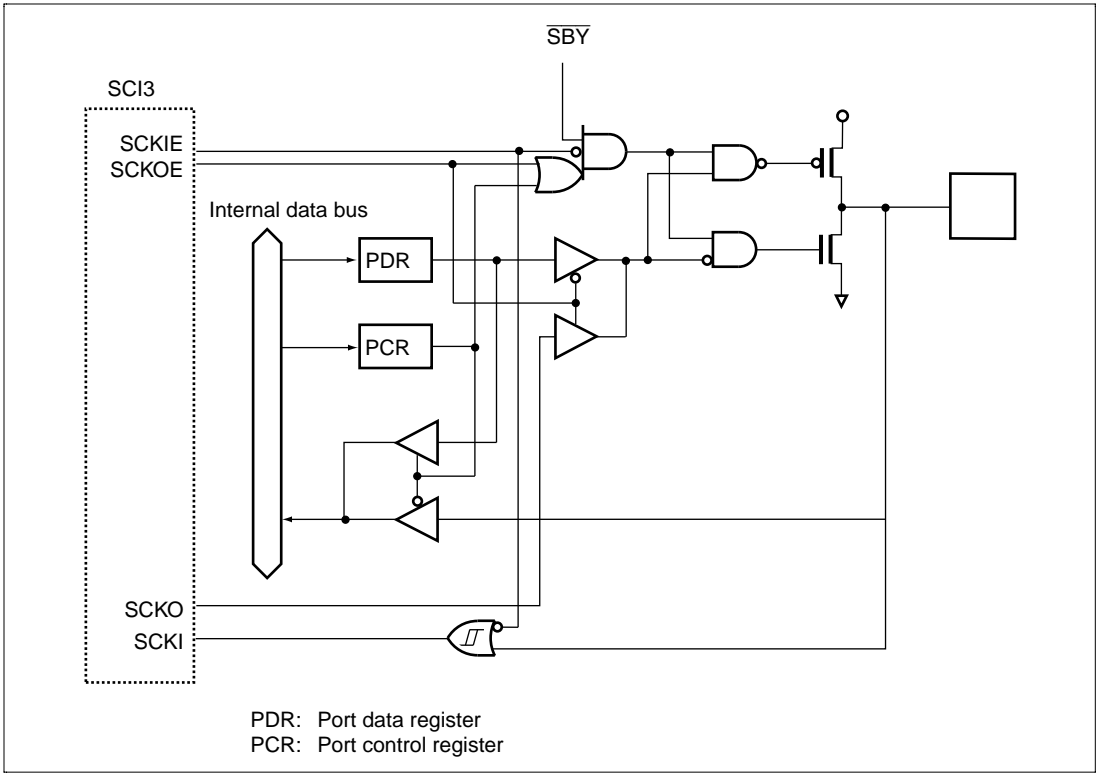 SBY
SCI3
SCKIE
SCKOE
Internal data bus
PDR
PCR
SCKO
SCKI
PDR: Port data register
PCR: Port control register